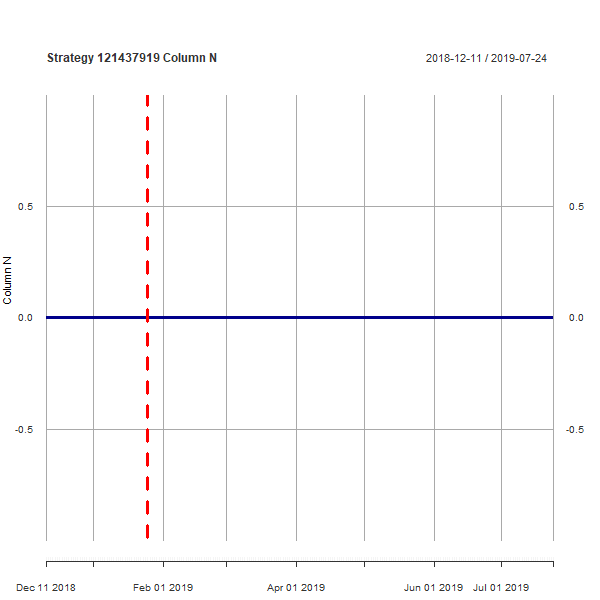 Strategy 121437919 Column N
2018-12-11 / 2019-07-24
0.5
0.5
Column N
0.0
0.0
-0.5
-0.5
Dec 11 2018
Feb 01 2019
Apr 01 2019
Jun 01 2019
Jul 01 2019